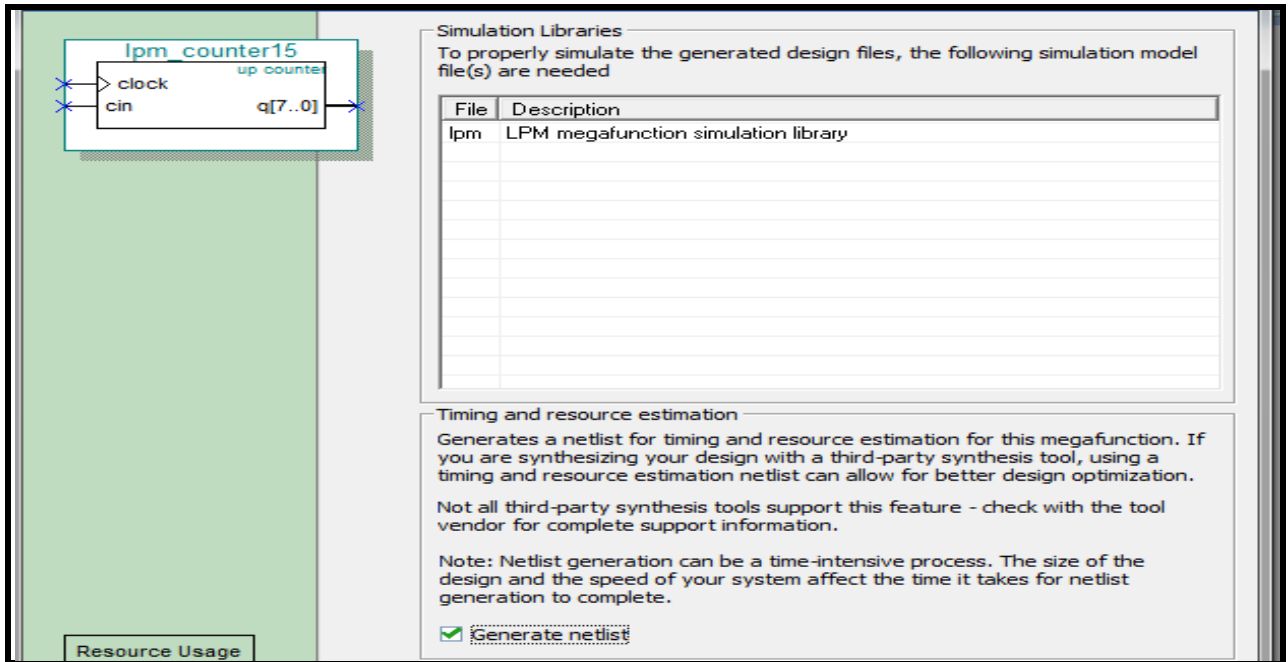 lpm_counter15
up counter
clock
cin
q[7..0]
Resource Usage
Simulation Libraries
To properly simulate the generated design files, the following simulation model
file(s) are needed
File Description
lpm LPM megafunction simulation library
Timing and resource estimation
Generates a netlist for timing and resource estimation for this megafunction. If
you are synthesizing your design with a third-party synthesis tool, using a
timing and resource estimation netlist can allow for better design optimization.
Not all third-party synthesis tools support this feature - check with the tool
vendor for complete support information.
Note: Netlist generation can be a time-intensive process. The size of the
design and the speed of your system affect the time it takes for netlist
generation to complete.
Generate netlist